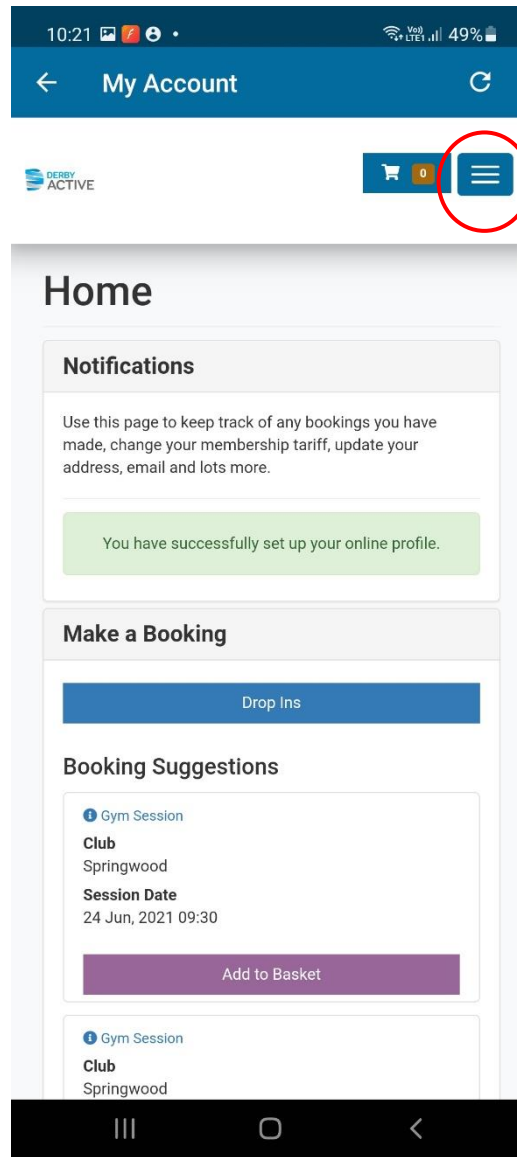 10:21 49%
My Account
DERBY
ACTIVE
0
Home
Notifications
Use this page to keep track of any bookings you have
made, change your membership tariff, update your
address, email and lots more.
You have successfully set up your online profile.
Make a Booking
Drop Ins
Booking Suggestions
Gym Session
Club
Springwood
Session Date
24 Jun, 2021 09:30
Add to Basket
Gym Session
Club
Springwood